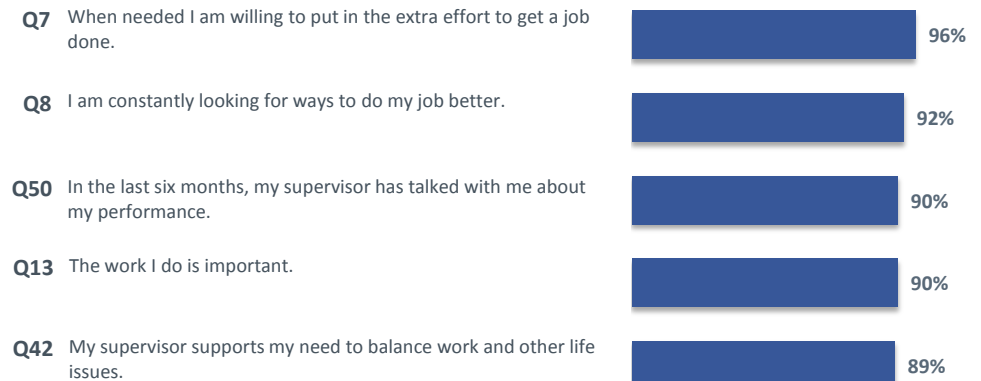 Q7 When needed I am willing to put in the extra effort to get a job
done.
96%
Q8 I am constantly looking for ways to do my job better.
92%
Q50 In the last six months, my supervisor has talked with me about
my performance.
90%
Q13 The work I do is important.
90%
Q42 My supervisor supports my need to balance work and other life
issues.
89%